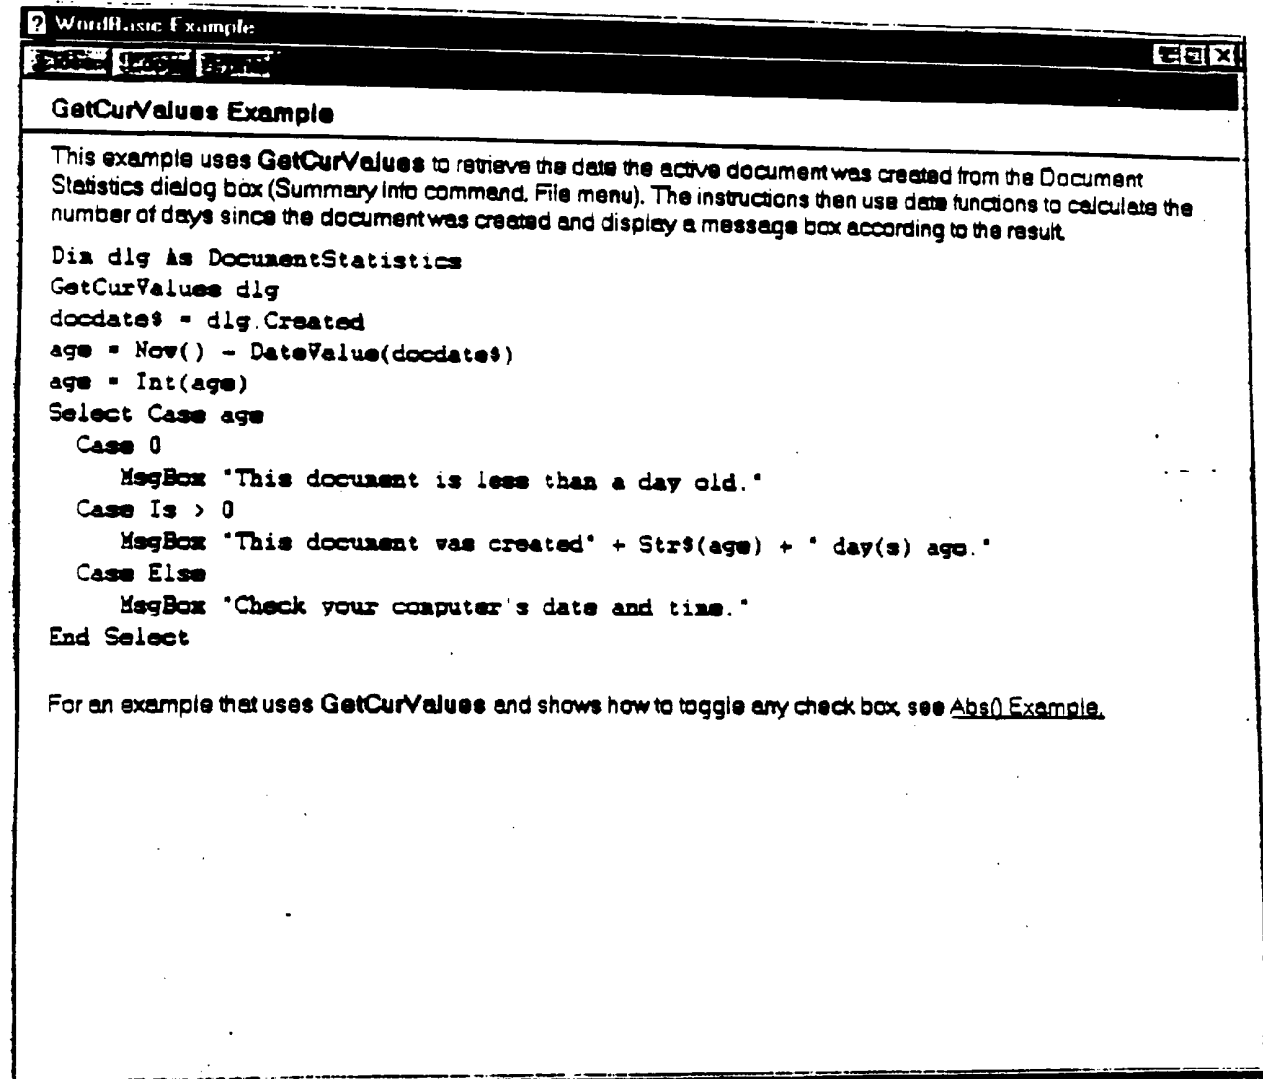 WordBasic Example
GetCurValues Example
This example uses GetCurValues to retrieve the date the active document was created from the Document
Statistics dialog box (Summary Info command, File menu). The instructions then use date functions to calculate the
number of days since the document was created and display a message box according to the result.
Dim dlg As DocumentStatistics
GetCurValues dlg
docdate$ = dlg.Created
age = Now() - DateValue(docdate$)
age = Int(age)
Select Case age
Case 0
MsgBox "This document is less than a day old."
Case Is > 0
MsgBox "This document was created" + Str$(age) + " day(s) ago."
Case Else
MsgBox "Check your computer's date and time."
End Select
For an example that uses GetCurValues and shows how to toggle any check box, see Abs() Example.